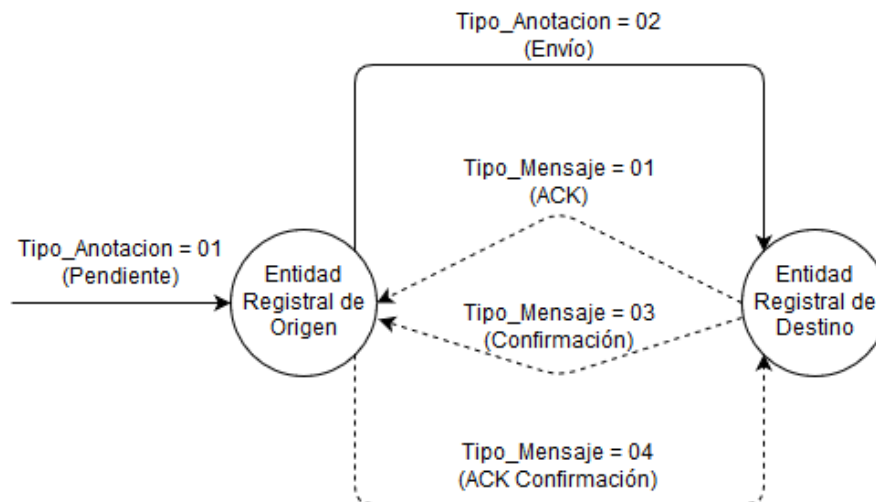 Tipo_Anotacion = 02
(Envío)
Tipo_Mensaje = 01
(ACK)
Tipo_Anotacion = 01
(Pendiente)
Entidad
Registral de
Origen
Tipo_Mensaje = 03
(Confirmación)
Entidad
Registral de
Destino
Tipo_Mensaje = 04
(ACK Confirmación)